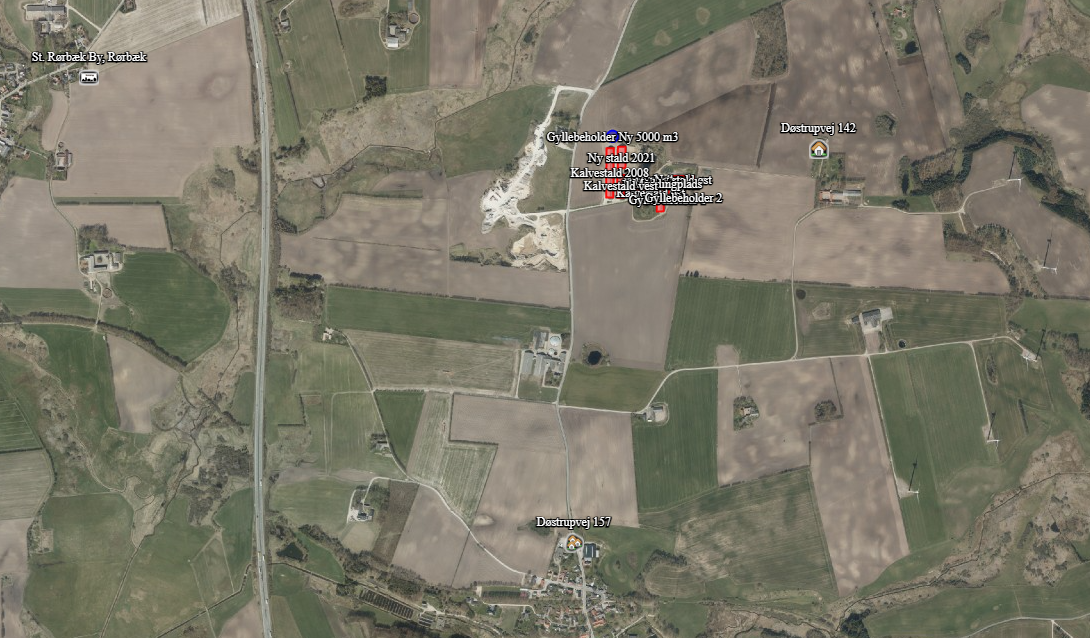 St. Rørbæk By, Rørbæk
Døstrupvej 142
Gyllebeholder Ny 5000 m3
Ny stald 2021
Kalvestald 2008
Kalvestald vest
Gyllebeholder 2
Døstrupvej 157